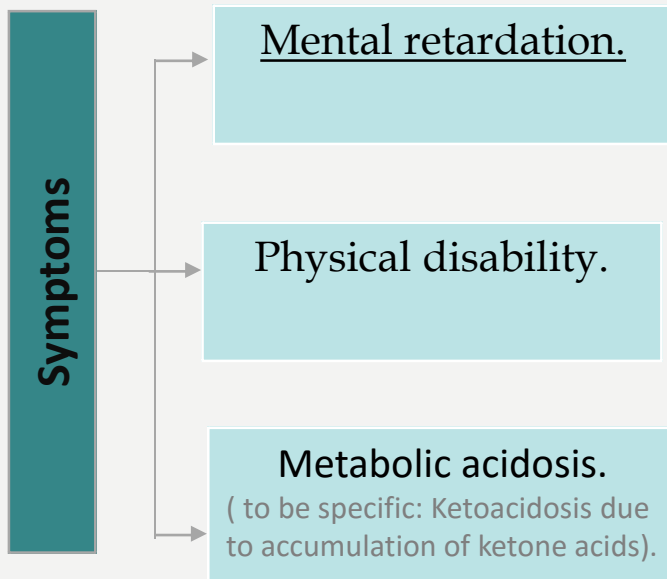 Symptoms
Mental retardation.
Physical disability.
Metabolic acidosis.
( to be specific: Ketoacidosis due
to accumulation of ketone acids).